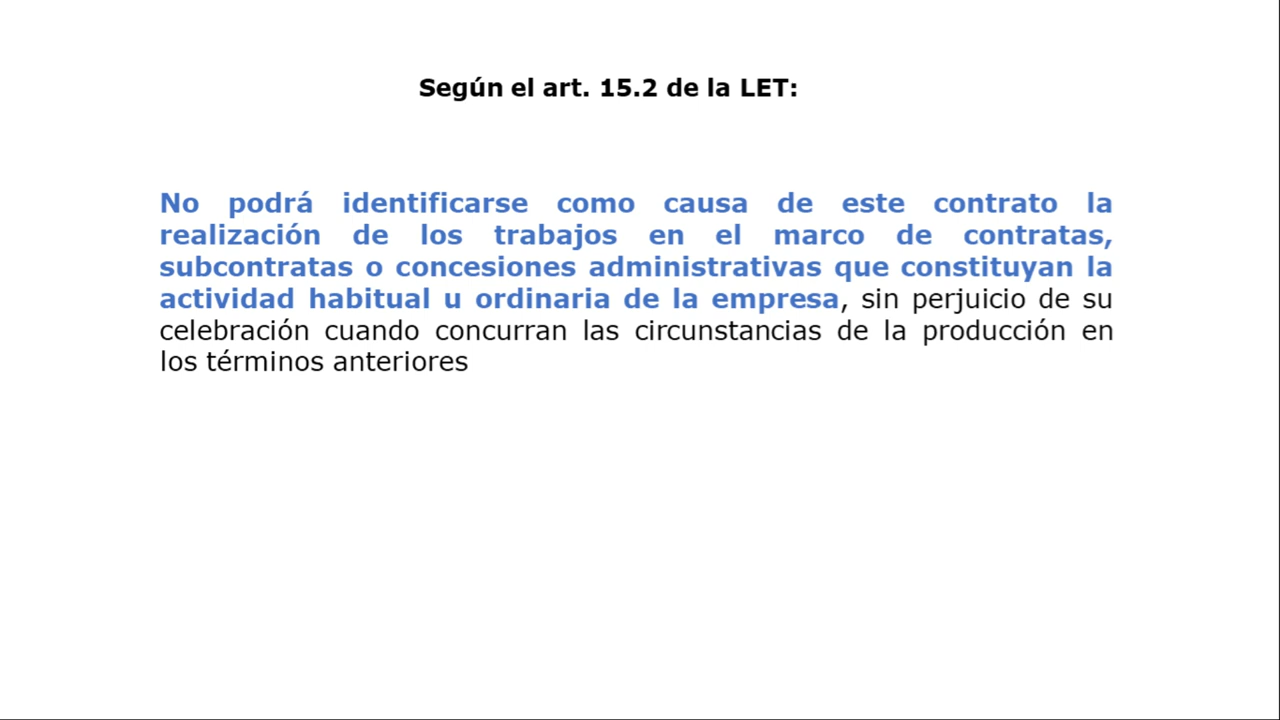 Según el art. 15.2 de la LET:
No podrá identificarse como causa de este contrato la
realización de los trabajos en el marco de contratas,
subcontratas o concesiones administrativas que constituyan la
actividad habitual u ordinaria de la empresa, sin perjuicio de su
celebración cuando concurran las circunstancias de la producción en
los términos anteriores